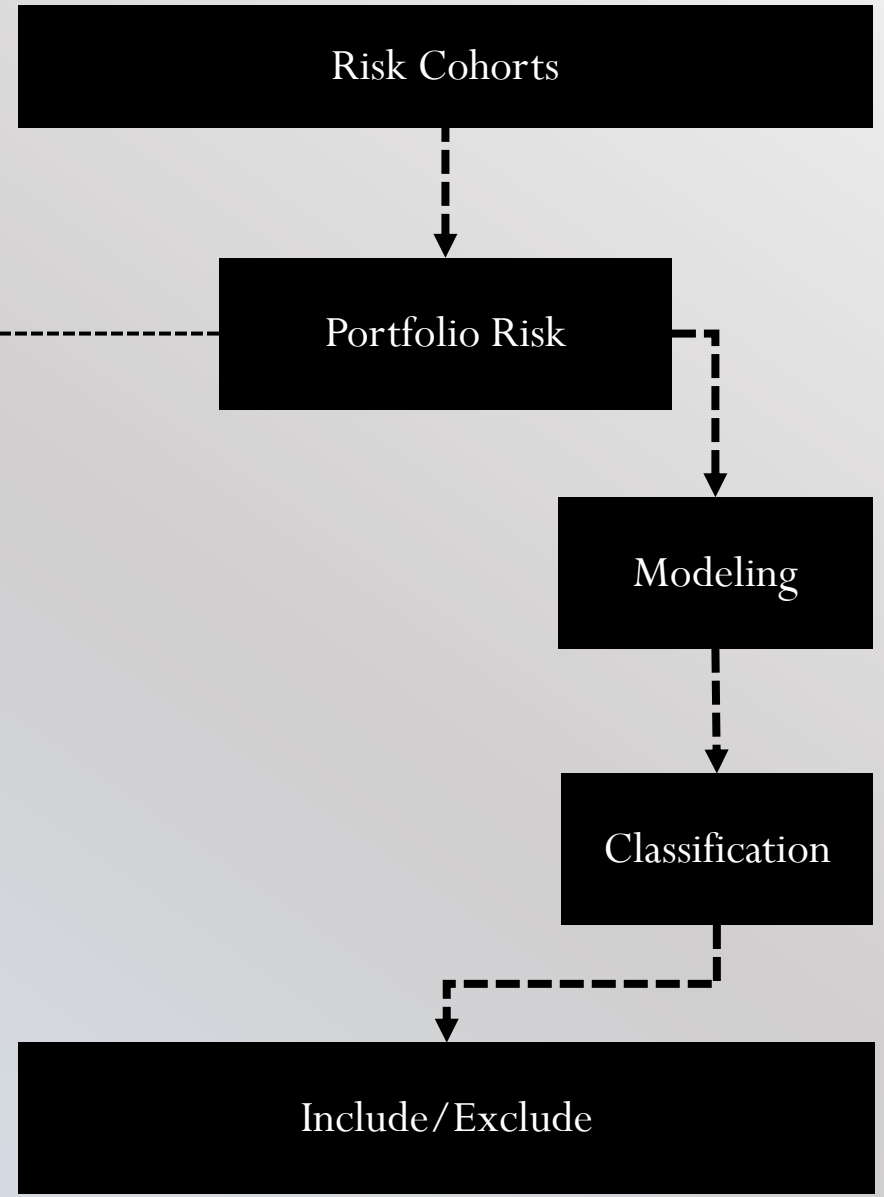 Risk Cohorts
Portfolio Risk
Modeling
Classification
Include/Exclude